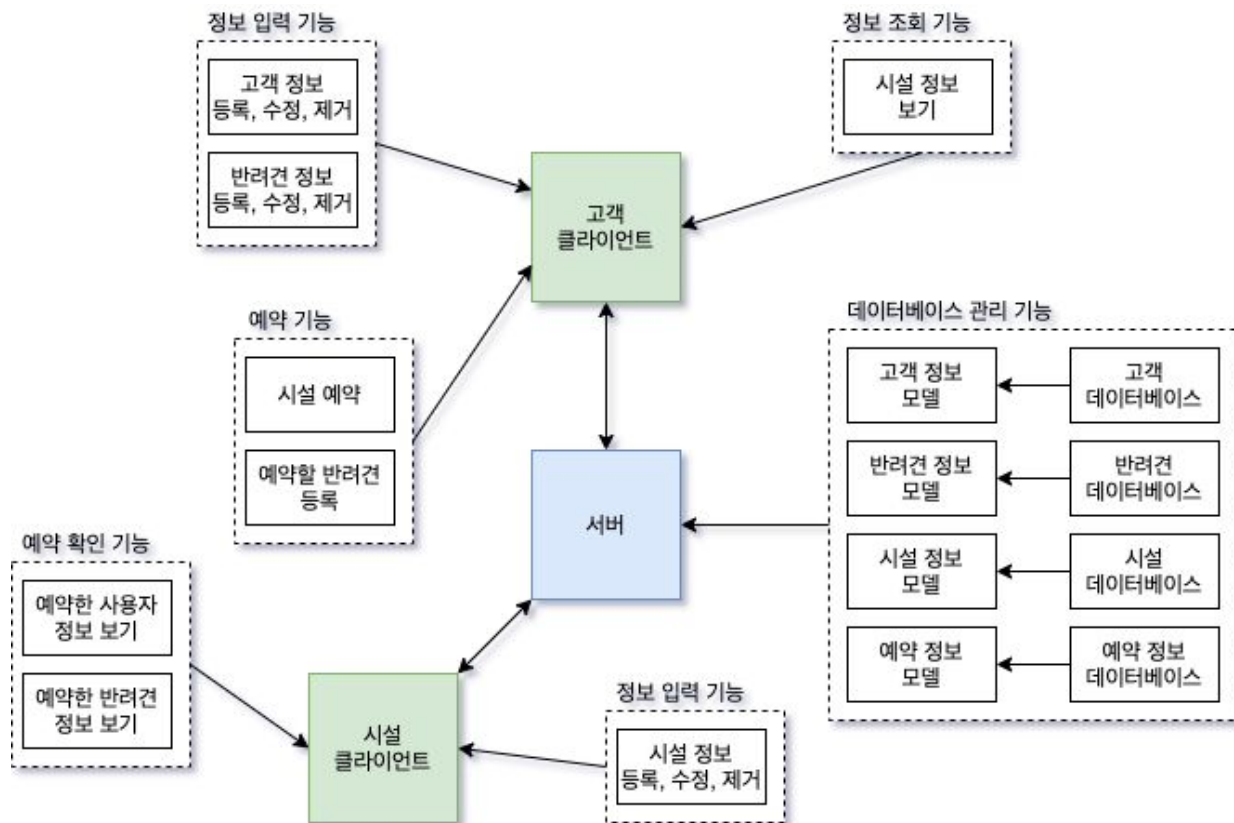 정보 입력 기능
고객 정보
등록, 수정, 제거
반려견 정보
등록, 수정, 제거
정보 조회 기능
시설 정보
보기
고객
클라이언트
예약 기능
시설 예약
예약할 반려견
등록
데이터베이스 관리 기능
고객 정보
모델
고객
데이터베이스
반려견 정보
모델
반려견
데이터베이스
시설 정보
모델
시설
데이터베이스
예약 정보
모델
예약 정보
데이터베이스
서버
예약 확인 기능
예약한 사용자
정보 보기
예약한 반려견
정보 보기
시설
클라이언트
정보 입력 기능
시설 정보
등록, 수정, 제거